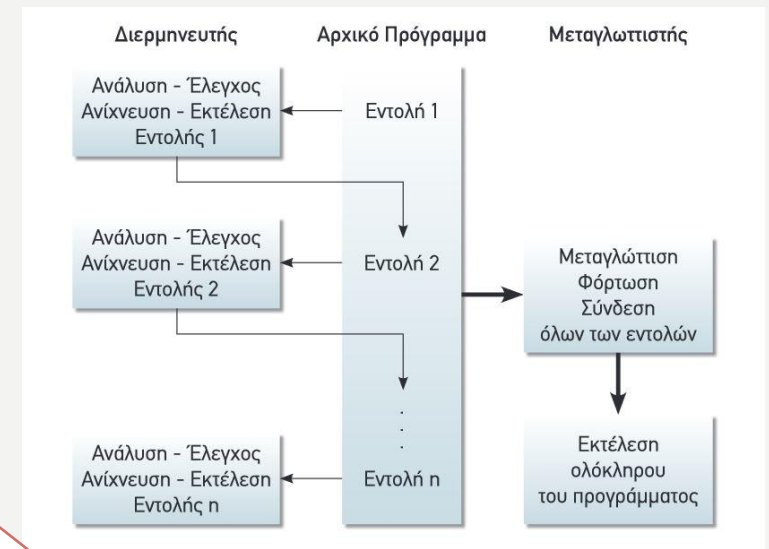 Διερμηνευτής
Αρχικό Πρόγραμμα
Μεταγλωττιστής
Ανάλυση - Έλεγχος
Ανίχνευση - Εκτέλεση
Εντολής 1
Εντολή 1
Ανάλυση - Έλεγχος
Ανίχνευση - Εκτέλεση
Εντολής 2
Εντολή 2
Μεταγλώττιση
Φόρτωση
Σύνδεση
όλων των εντολών
.
.
.
Ανάλυση - Έλεγχος
Ανίχνευση - Εκτέλεση
Εντολής n
Εντολή n
Εκτέλεση
ολόκληρου
του προγράμματος